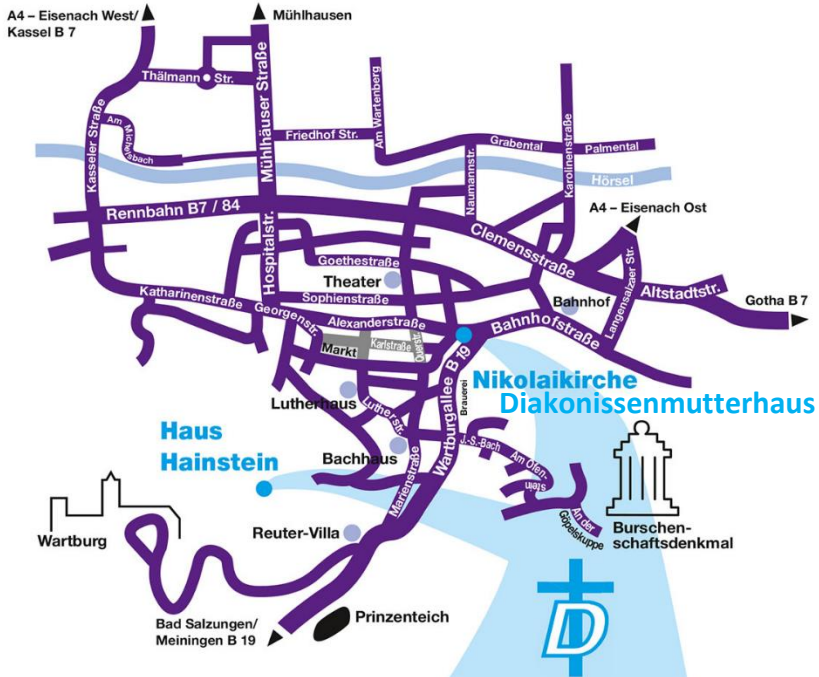 A4 – Eisenach West/
Kassel B 7
Mühlhausen
Thälmann Str.
Mühlhäuser Straße
Kasseler Straße
Am Michelsbach
Friedhof Str.
Am Wartenberg
Grabental
Palmental
Karolinenstraße
Naumannstr.
Hörsel
Rennbahn B7 / 84
A4 – Eisenach Ost
Hospitalstr.
Clemensstraße
Goethestraße
Theater
Langensalzaer Str.
Altstadtstr.
Katharinenstraße
Georgenstr.
Sophienstraße
Bahnhof
Gotha B 7
Alexanderstraße
Bahnhofstraße
Markt
Karlstraße
Querstr.
Wartburgallee B 19
Brauerei
Nikolaikirche
Diakonissenmutterhaus
Lutherhaus
Lutherstr.
Haus
Hainstein
Bachhaus
J.-S.-Bach
Am Ofen-
stein
Marienstraße
An der
Göpelskuppe
Burschen-
schaftsdenkmal
Wartburg
Reuter-Villa
Bad Salzungen/
Meiningen B 19
Prinzenteich
D